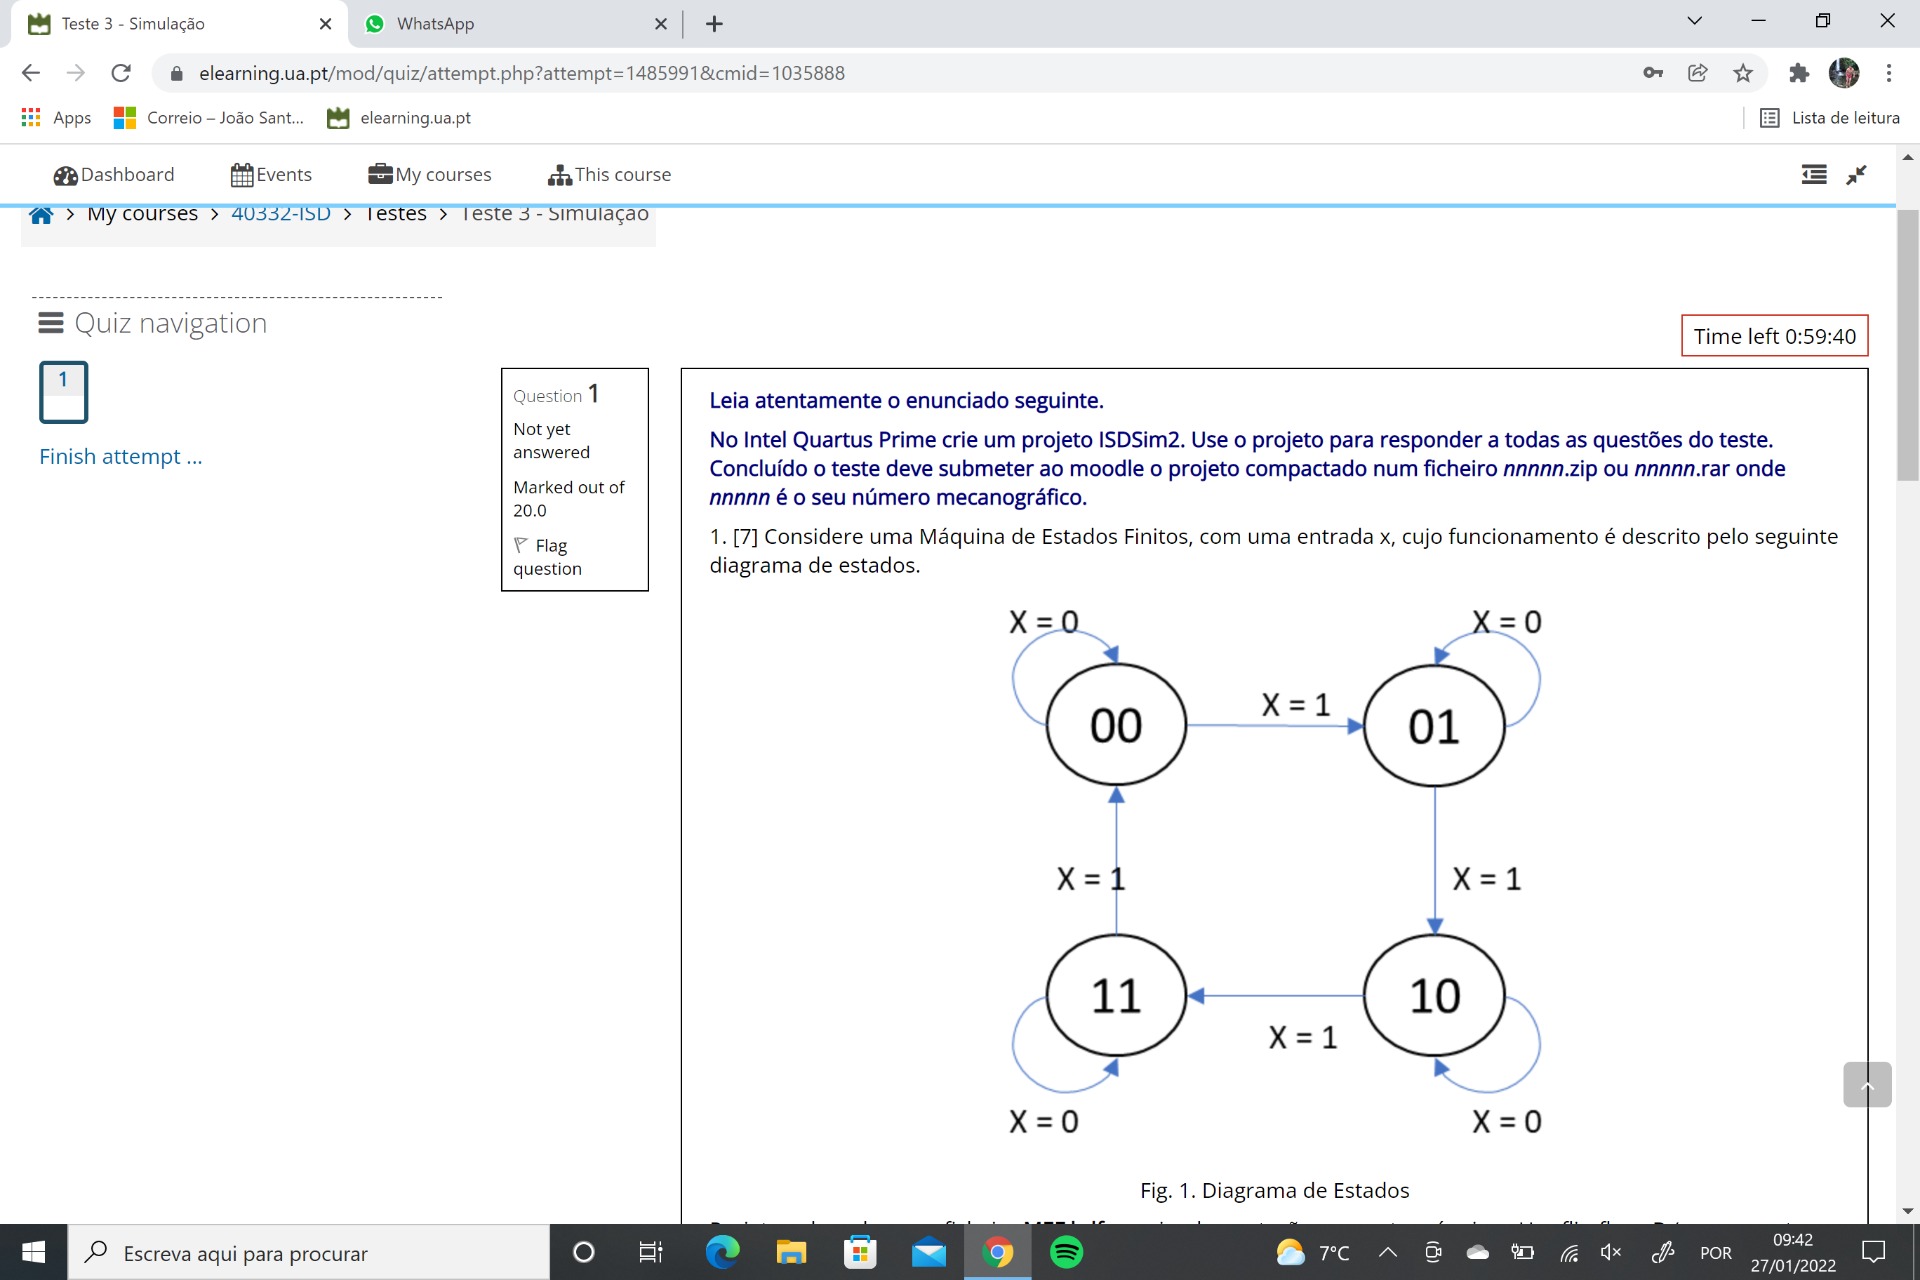 Teste 3 - Simulação
WhatsApp
elearning.ua.pt/mod/quiz/attempt.php?attempt=1485991&cmid=1035888
Apps
Correio – João Sant...
elearning.ua.pt
Lista de leitura
Dashboard
Events
My courses
This course
My courses > 40332-ISD > Testes > Teste 3 - Simulação
Quiz navigation
Time left 0:59:40
1
Finish attempt ...
Question 1
Not yet
answered
Marked out of
20.0
Flag
question
Leia atentamente o enunciado seguinte.
No Intel Quartus Prime crie um projeto ISDSim2. Use o projeto para responder a todas as questões do teste.
Concluído o teste deve submeter ao moodle o projeto compactado num ficheiro nnnnn.zip ou nnnnn.rar onde
nnnnn é o seu número mecanográfico.
1. [7] Considere uma Máquina de Estados Finitos, com uma entrada x, cujo funcionamento é descrito pelo seguinte
diagrama de estados.
X = 0
X = 0
00
X = 1
01
X = 1
X = 1
11
10
X = 1
X = 0
X = 0
Fig. 1. Diagrama de Estados
Escreva aqui para procurar
7°C
POR
09:42
27/01/2022